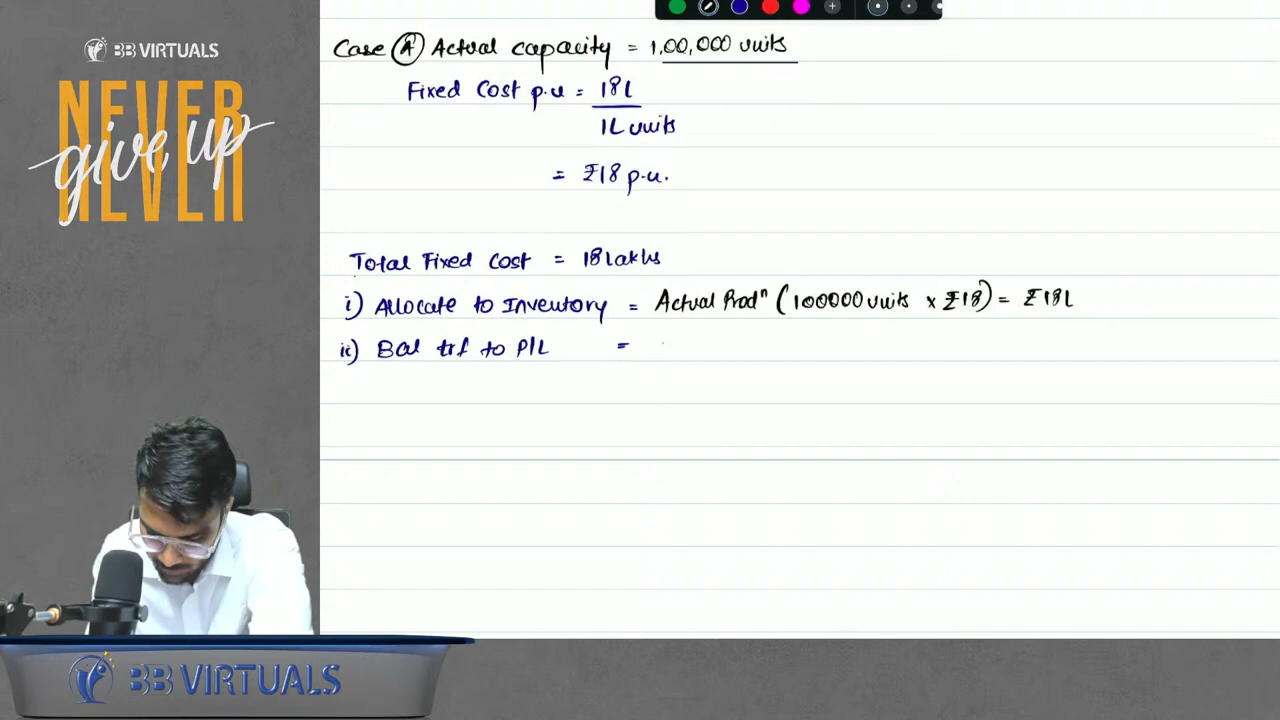 BB VIRTUALS
NEVER
give up
NEVER
Case (A) Actual capacity = 1,00,000 units
Fixed Cost p.u = 18L
1L units
= ₹18 p.u.
Total Fixed Cost = 18 Lakhs
i) Allocate to Inventory = Actual Prodⁿ (100000 units x ₹18) = ₹18L
ii) Bal trf to P/L =
BB VIRTUALS